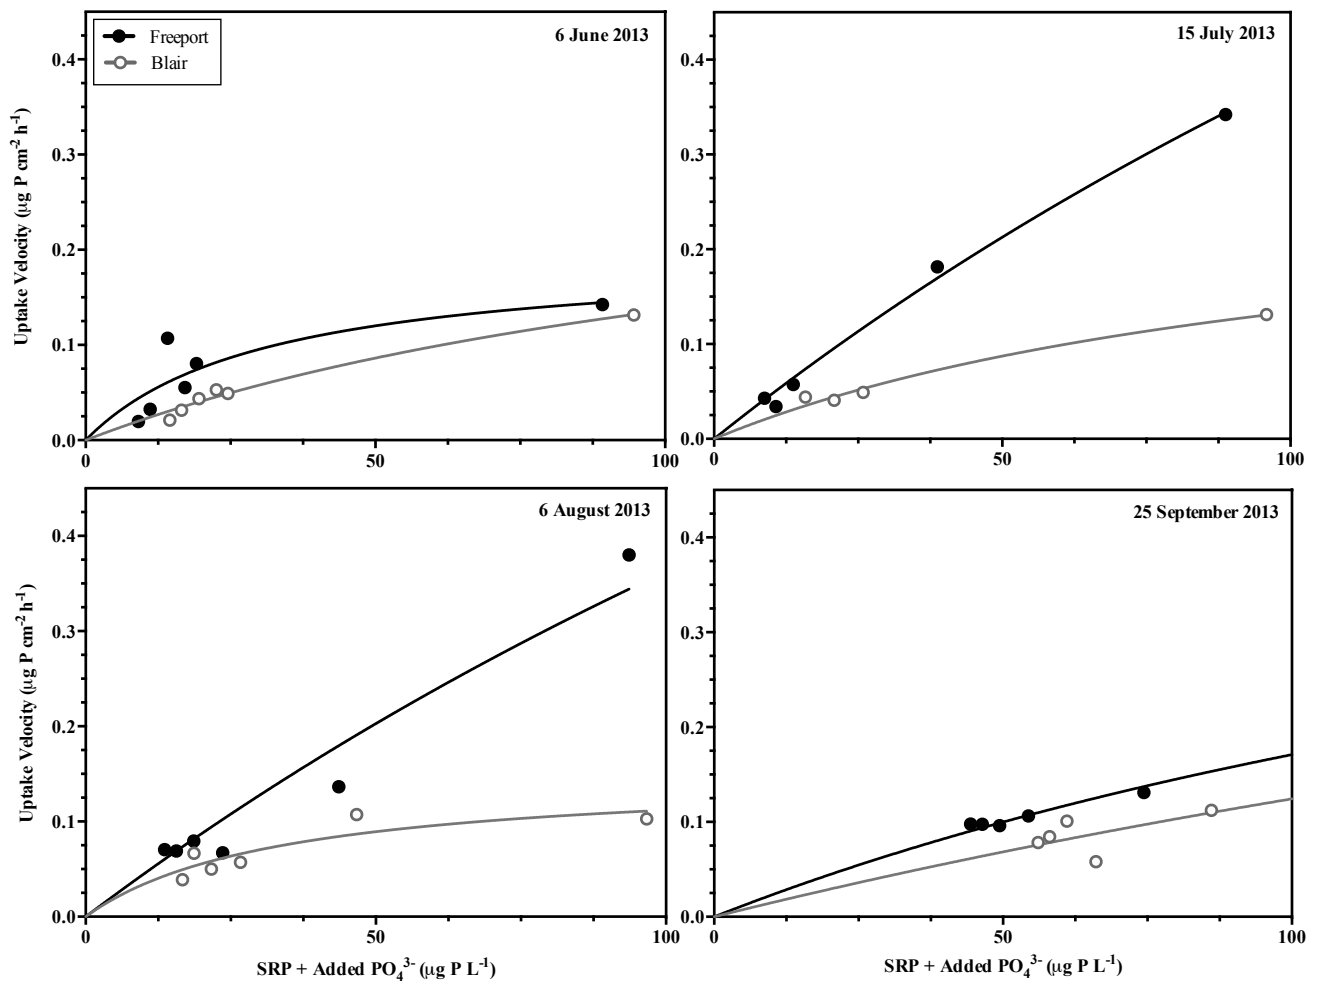 Freeport
Blair
6 June 2013
0.4
0.3
0.2
0.1
0.0
0 50 100
Uptake Velocity (μg P cm⁻² h⁻¹)
15 July 2013
0.4
0.3
0.2
0.1
0.0
0 50 100
6 August 2013
0.4
0.3
0.2
0.1
0.0
0 50 100
Uptake Velocity (μg P cm⁻² h⁻¹)
SRP + Added PO₄³⁻ (μg P L⁻¹)
25 September 2013
0.4
0.3
0.2
0.1
0.0
0 50 100
SRP + Added PO₄³⁻ (μg P L⁻¹)